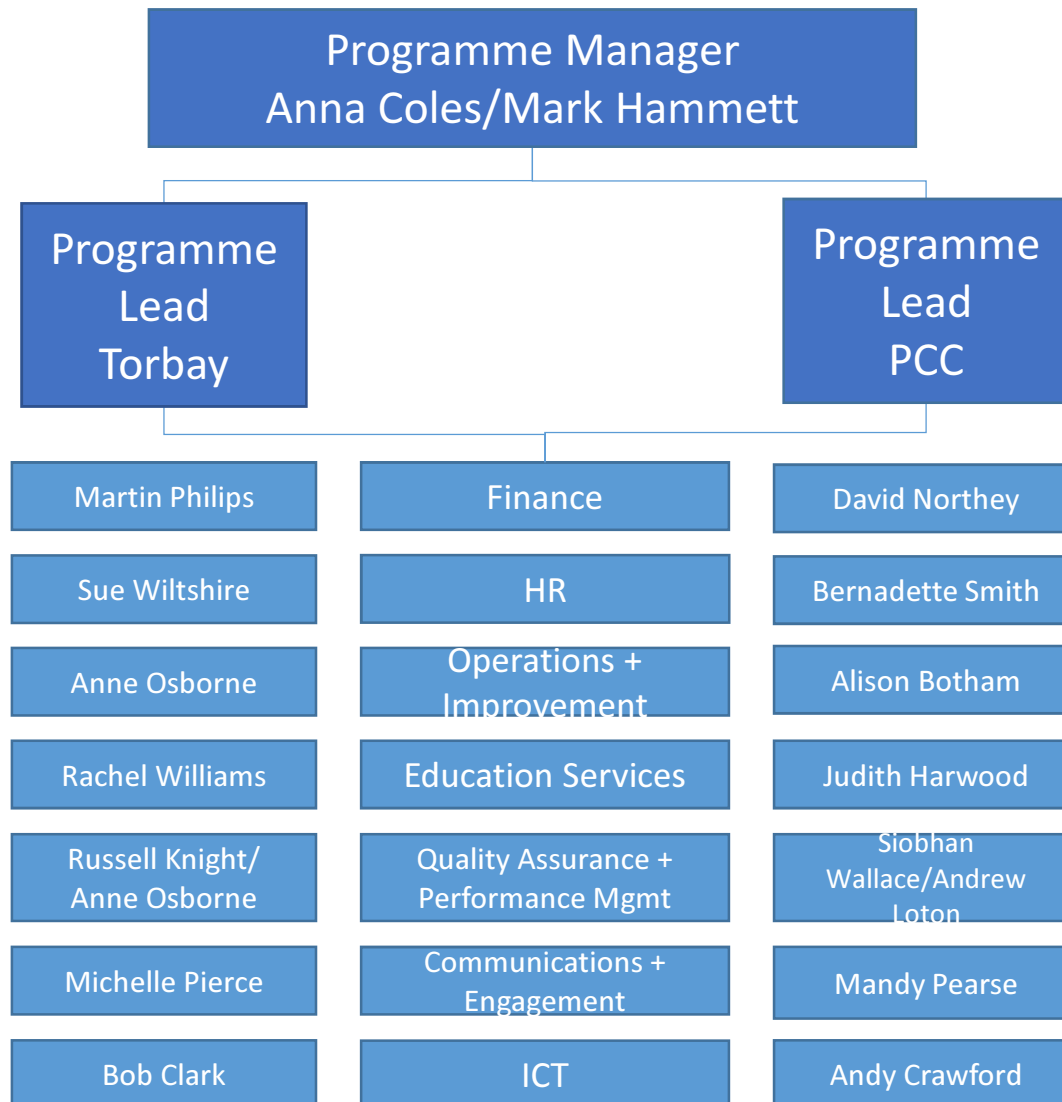 Programme Manager
Anna Coles/Mark Hammett
Programme
Lead
Torbay
Programme
Lead
PCC
Martin Philips
Finance
David Northey
Sue Wiltshire
HR
Bernadette Smith
Anne Osborne
Operations +
Improvement
Alison Botham
Rachel Williams
Education Services
Judith Harwood
Russell Knight/
Anne Osborne
Quality Assurance +
Performance Mgmt
Siobhan
Wallace/Andrew
Loton
Michelle Pierce
Communications +
Engagement
Mandy Pearse
Bob Clark
ICT
Andy Crawford